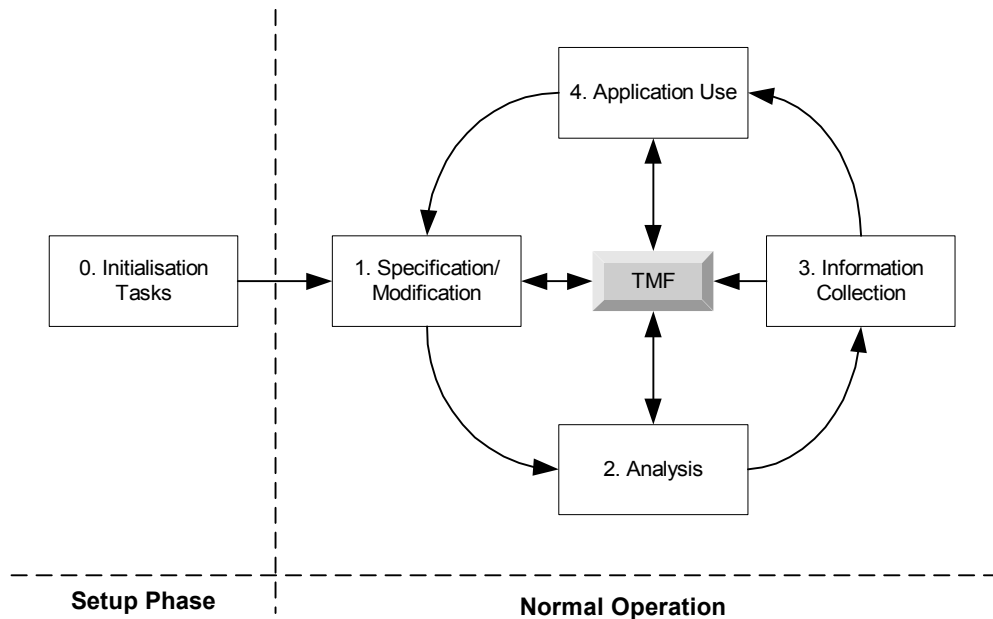 4. Application Use
0. Initialisation
Tasks
1. Specification/
Modification
TMF
3. Information
Collection
2. Analysis
Setup Phase
Normal Operation